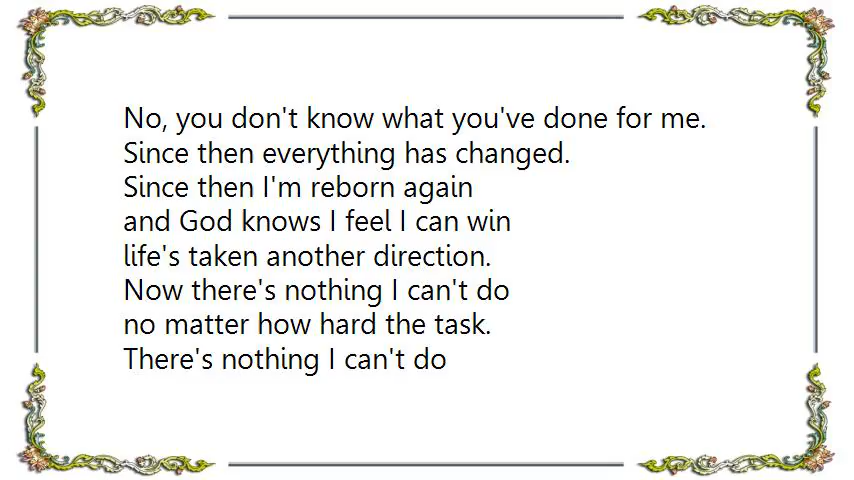 No, you don't know what you've done for me.
Since then everything has changed.
Since then I'm reborn again
and God knows I feel I can win
life's taken another direction.
Now there's nothing I can't do
no matter how hard the task.
There's nothing I can't do